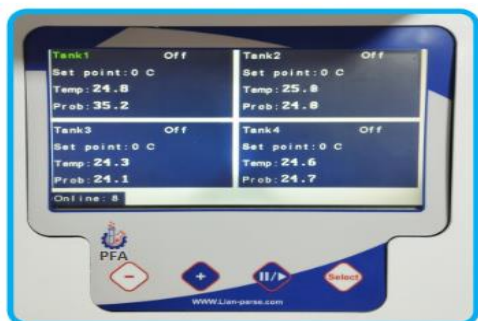 Tank1 Off
Set point:0 C
Temp:24.8
Prob:35.2
Tank2 Off
Set point:0 C
Temp:25.0
Prob:24.8
Tank3 Off
Set point:0 C
Temp:24.3
Prob:24.1
Tank4 Off
Set point:0 C
Temp:24.6
Prob:24.7
Online: 8
PFA
- + II/▶ Select
WWW.Lian-parse.com